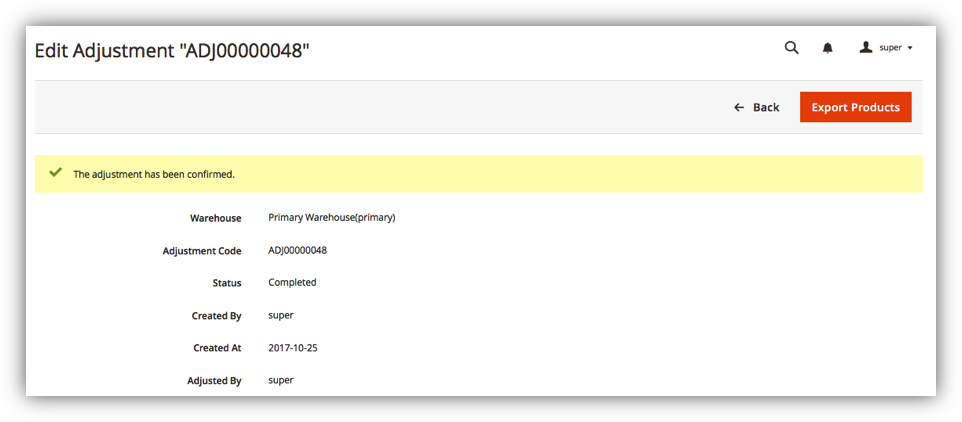 Edit Adjustment "ADJ00000048"
super
Back
Export Products
The adjustment has been confirmed.
Warehouse Primary Warehouse(primary)
Adjustment Code ADJ00000048
Status Completed
Created By super
Created At 2017-10-25
Adjusted By super